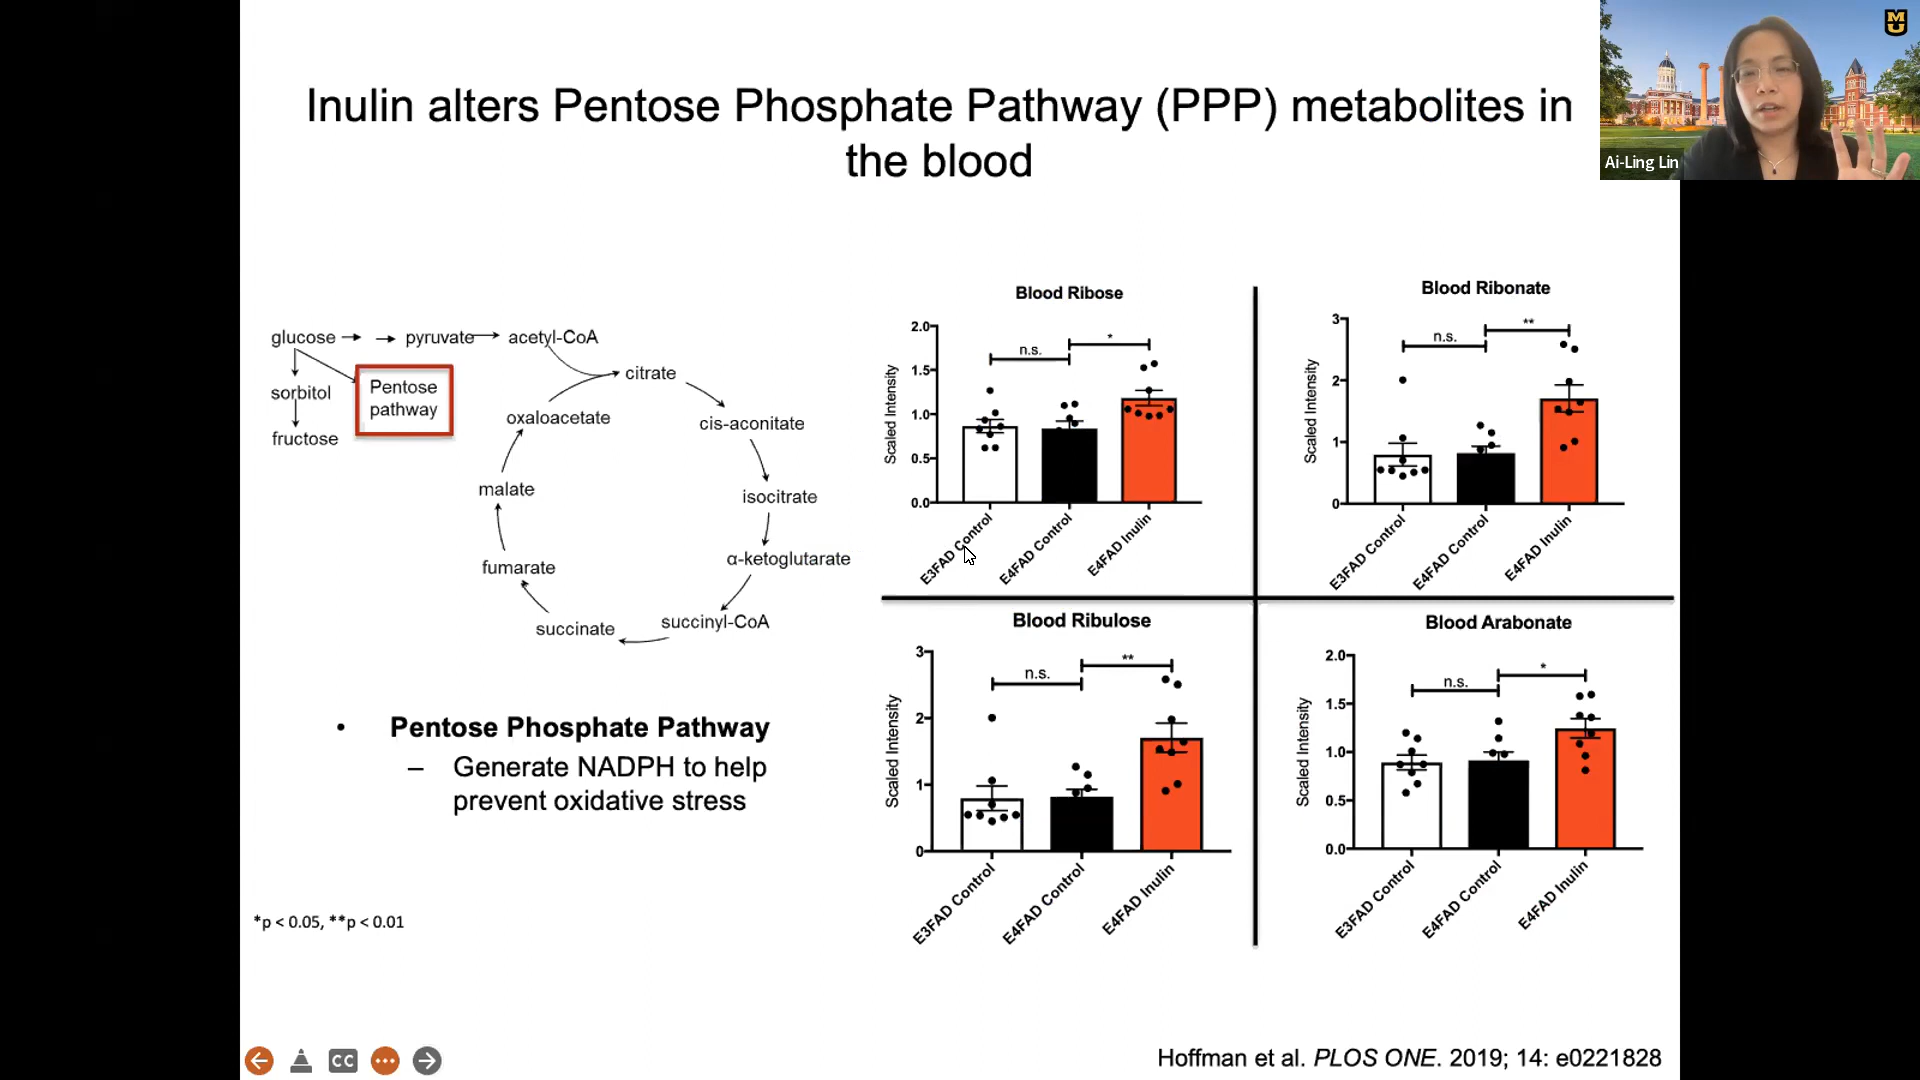 Inulin alters Pentose Phosphate Pathway (PPP) metabolites in
the blood
MU
Ai-Ling Lin
glucose
pyruvate
acetyl-CoA
citrate
sorbitol
Pentose
pathway
oxaloacetate
cis-aconitate
fructose
malate
isocitrate
fumarate
α-ketoglutarate
succinate
succinyl-CoA
• Pentose Phosphate Pathway
– Generate NADPH to help
prevent oxidative stress
*p < 0.05, **p < 0.01
Blood Ribose
Scaled Intensity
2.0
1.5
1.0
0.5
0.0
n.s.
*
E3FAD Control
E4FAD Control
E4FAD Inulin
Blood Ribonate
Scaled Intensity
3
2
1
0
n.s.
**
E3FAD Control
E4FAD Control
E4FAD Inulin
Blood Ribulose
Scaled Intensity
3
2
1
0
n.s.
**
E3FAD Control
E4FAD Control
E4FAD Inulin
Blood Arabonate
Scaled Intensity
2.0
1.5
1.0
0.5
0.0
n.s.
*
E3FAD Control
E4FAD Control
E4FAD Inulin
CC
Hoffman et al. PLOS ONE. 2019; 14: e0221828